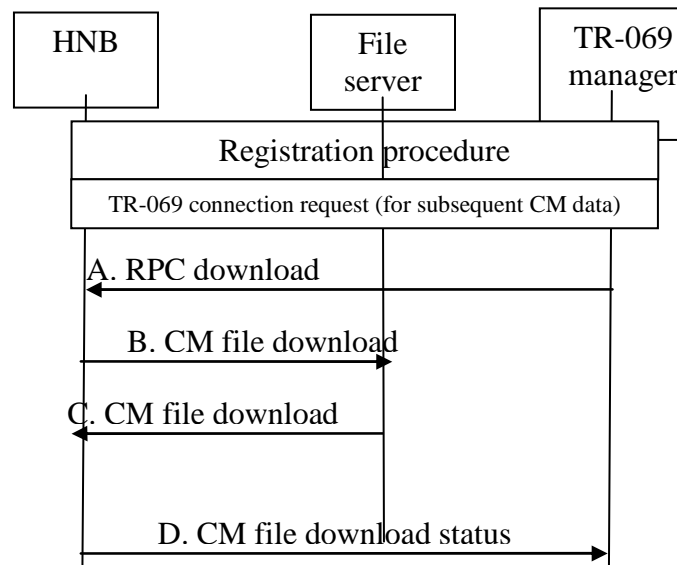 HNB
File
server
TR-069
manager
Registration procedure
TR-069 connection request (for subsequent CM data)
A. RPC download
B. CM file download
C. CM file download
D. CM file download status